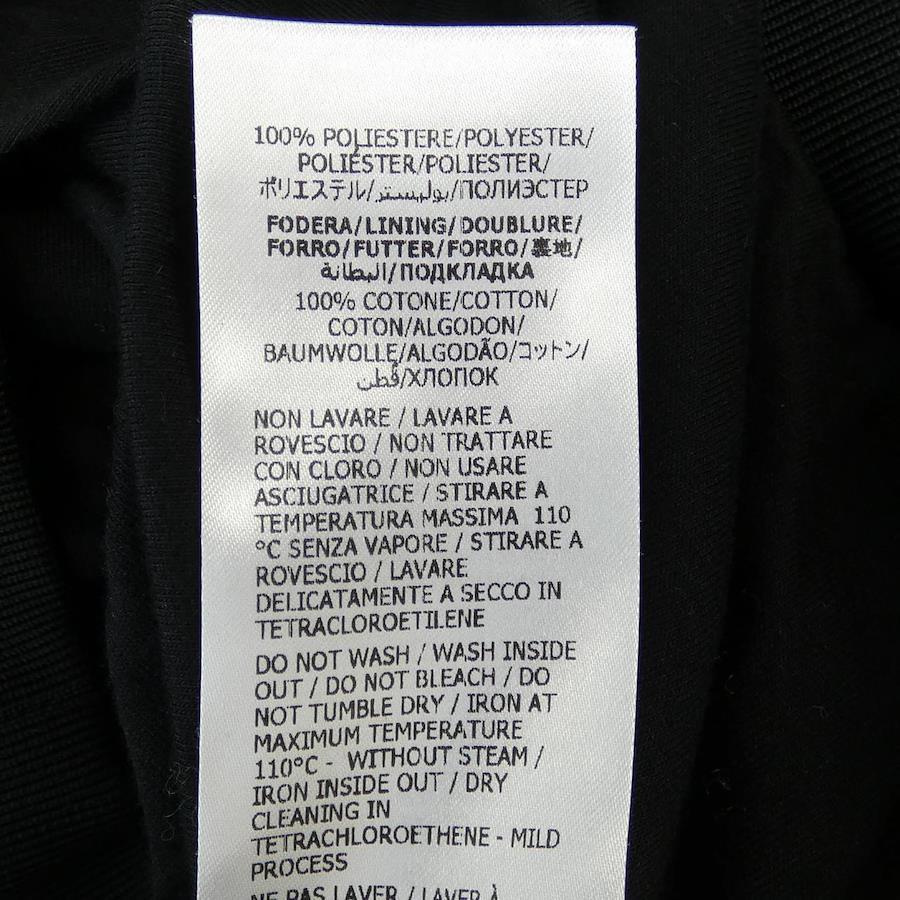 100% POLIESTERE/POLYESTER/
POLIÉSTER/POLIESTER/
ポリエステル/بوليستر/ПОЛИЭСТЕР
FODERA/LINING/DOUBLURE/
FORRO/FUTTER/FORRO/裏地/
البطانة/ПОДКЛАДКА
100% COTONE/COTTON/
COTON/ALGODON/
BAUMWOLLE/ALGODÃO/コットン/
قطن/ХЛОПОК
NON LAVARE / LAVARE A
ROVESCIO / NON TRATTARE
CON CLORO / NON USARE
ASCIUGATRICE / STIRARE A
TEMPERATURA MASSIMA 110
°C SENZA VAPORE / STIRARE A
ROVESCIO / LAVARE
DELICATAMENTE A SECCO IN
TETRACLOROETILENE
DO NOT WASH / WASH INSIDE
OUT / DO NOT BLEACH / DO
NOT TUMBLE DRY / IRON AT
MAXIMUM TEMPERATURE
110°C - WITHOUT STEAM /
IRON INSIDE OUT / DRY
CLEANING IN
TETRACHLOROETHENE - MILD
PROCESS
NE PAS LAVER / LAVER À